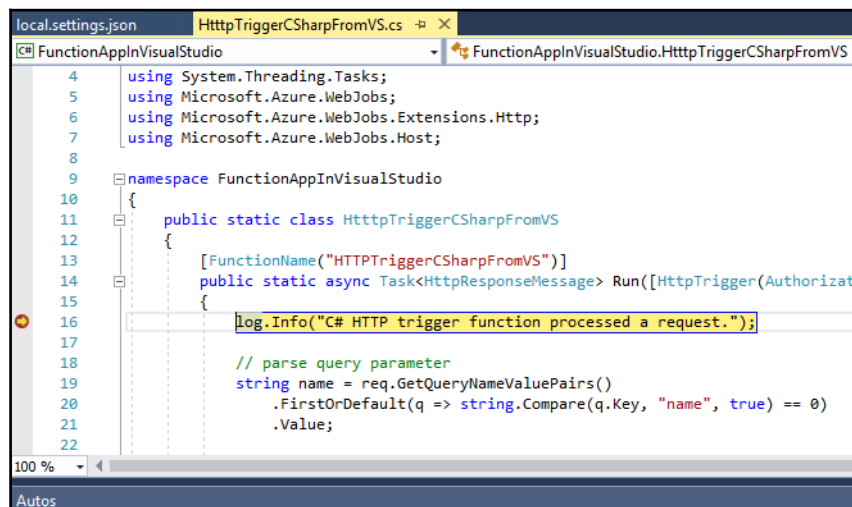 local.settings.json HtttpTriggerCSharpFromVS.cs
C# FunctionAppInVisualStudio FunctionAppInVisualStudio.HtttpTriggerCSharpFromVS
4 using System.Threading.Tasks;
5 using Microsoft.Azure.WebJobs;
6 using Microsoft.Azure.WebJobs.Extensions.Http;
7 using Microsoft.Azure.WebJobs.Host;
8
9 namespace FunctionAppInVisualStudio
10 {
11 public static class HtttpTriggerCSharpFromVS
12 {
13 [FunctionName("HTTPTriggerCSharpFromVS")]
14 public static async Task<HttpResponseMessage> Run([HttpTrigger(Authorizat
15 {
16 log.Info("C# HTTP trigger function processed a request.");
17
18 // parse query parameter
19 string name = req.GetQueryNameValuePairs()
20 .FirstOrDefault(q => string.Compare(q.Key, "name", true) == 0)
21 .Value;
22
100 %
Autos